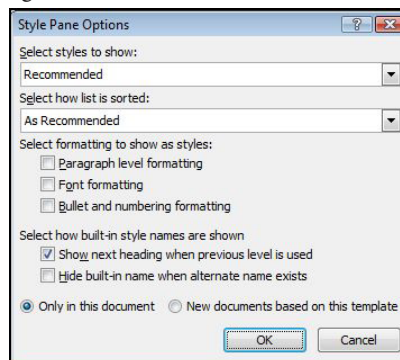 Style Pane Options
Select styles to show:
Recommended
Select how list is sorted:
As Recommended
Select formatting to show as styles:
Paragraph level formatting
Font formatting
Bullet and numbering formatting
Select how built-in style names are shown
Show next heading when previous level is used
Hide built-in name when alternate name exists
Only in this document New documents based on this template
OK Cancel